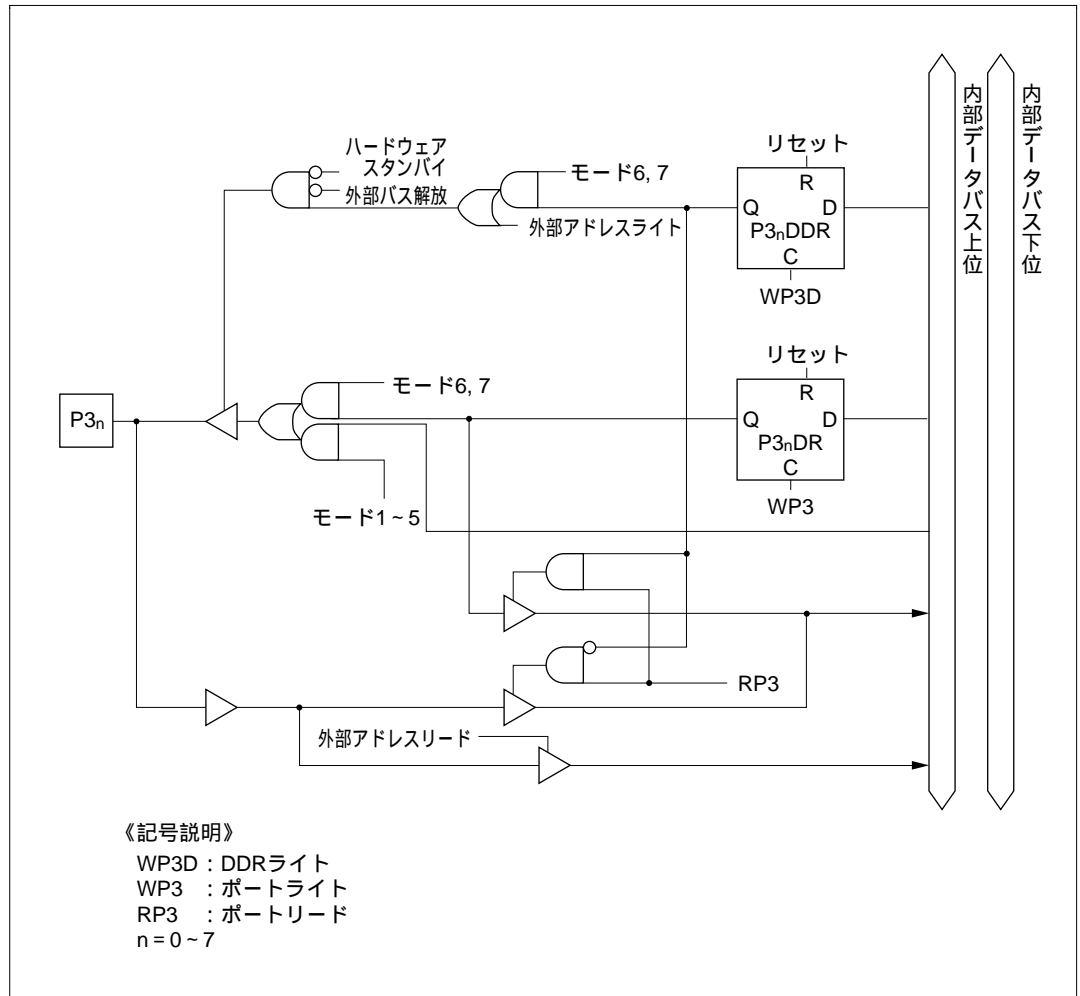 ハードウェア
スタンバイ
外部バス解放
モード6, 7
外部アドレスライト
リセット
R
Q
D
P3nDDR
C
WP3D
内部データバス上位
内部データバス下位
リセット
R
Q
D
P3nDR
C
WP3
モード6, 7
P3n
モード1~5
RP3
外部アドレスリード
《記号説明》
WP3D : DDRライト
WP3 : ポートライト
RP3 : ポートリード
n = 0 ~ 7